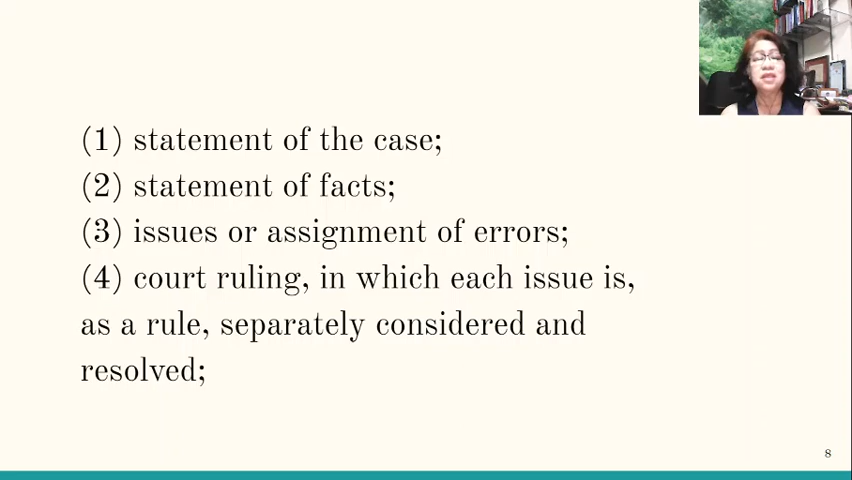 (1) statement of the case;
(2) statement of facts;
(3) issues or assignment of errors;
(4) court ruling, in which each issue is,
as a rule, separately considered and
resolved;
8